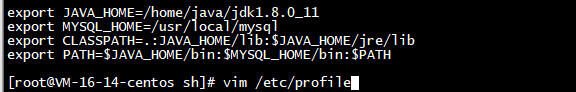 export JAVA_HOME=/home/java/jdk1.8.0_11
export MYSQL_HOME=/usr/local/mysql
export CLASSPATH=.:JAVA_HOME/lib:$JAVA_HOME/jre/lib
export PATH=$JAVA_HOME/bin:$MYSQL_HOME/bin:$PATH
[root@VM-16-14-centos sh]# vim /etc/profile